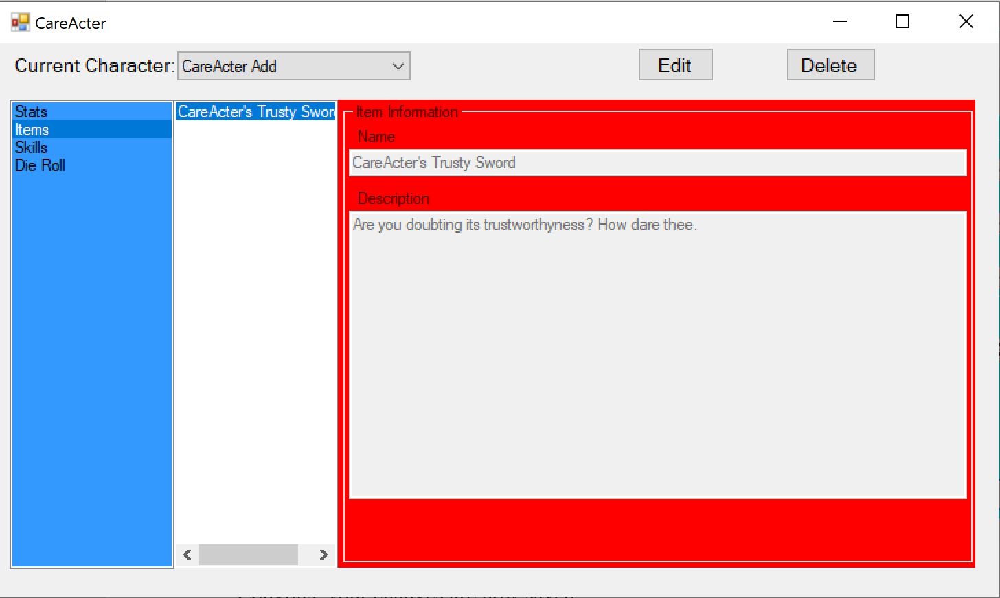 CareActer
Current Character: CareActer Add Edit Delete
Stats
Items
Skills
Die Roll
CareActer's Trusty Sword
Item Information
Name
CareActer's Trusty Sword
Description
Are you doubting its trustworthyness? How dare thee.